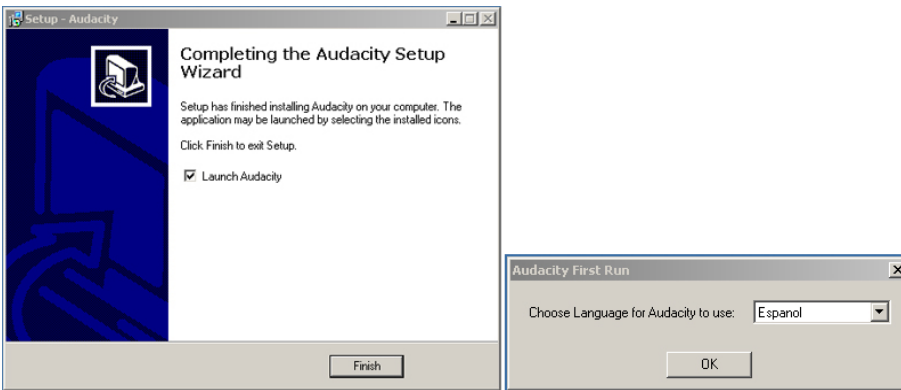 Setup - Audacity
Completing the Audacity Setup
Wizard
Setup has finished installing Audacity on your computer. The
application may be launched by selecting the installed icons.
Click Finish to exit Setup.
Launch Audacity
Finish
Audacity First Run
Choose Language for Audacity to use: Espanol
OK